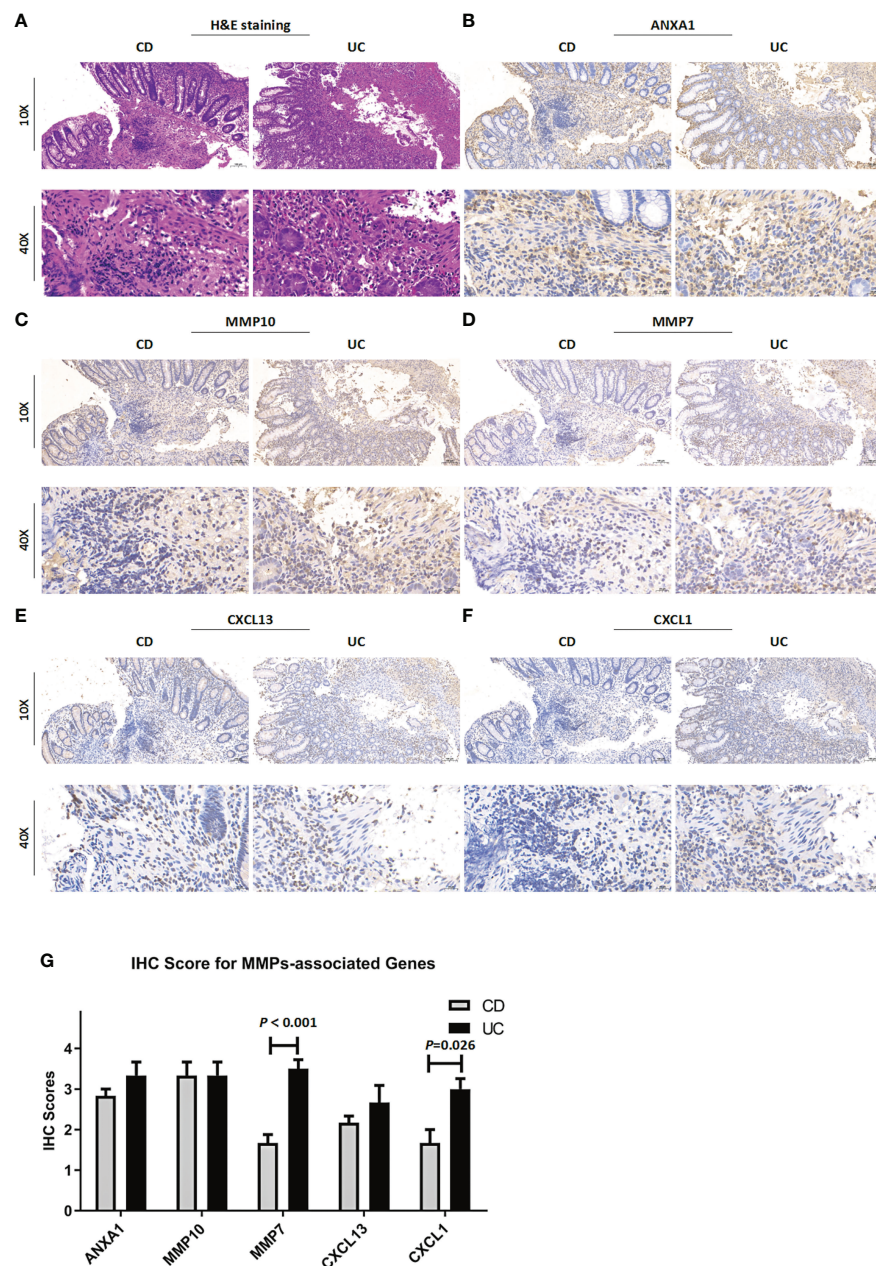 A
H&E staining
CD
UC
10X
40X
B
ANXA1
CD
UC
C
MMP10
CD
UC
10X
40X
D
MMP7
CD
UC
E
CXCL13
CD
UC
10X
40X
F
CXCL1
CD
UC
G
IHC Score for MMPs-associated Genes
CD
UC
P < 0.001
P=0.026
IHC Scores
4
3
2
1
0
ANXA1
MMP10
MMP7
CXCL13
CXCL1